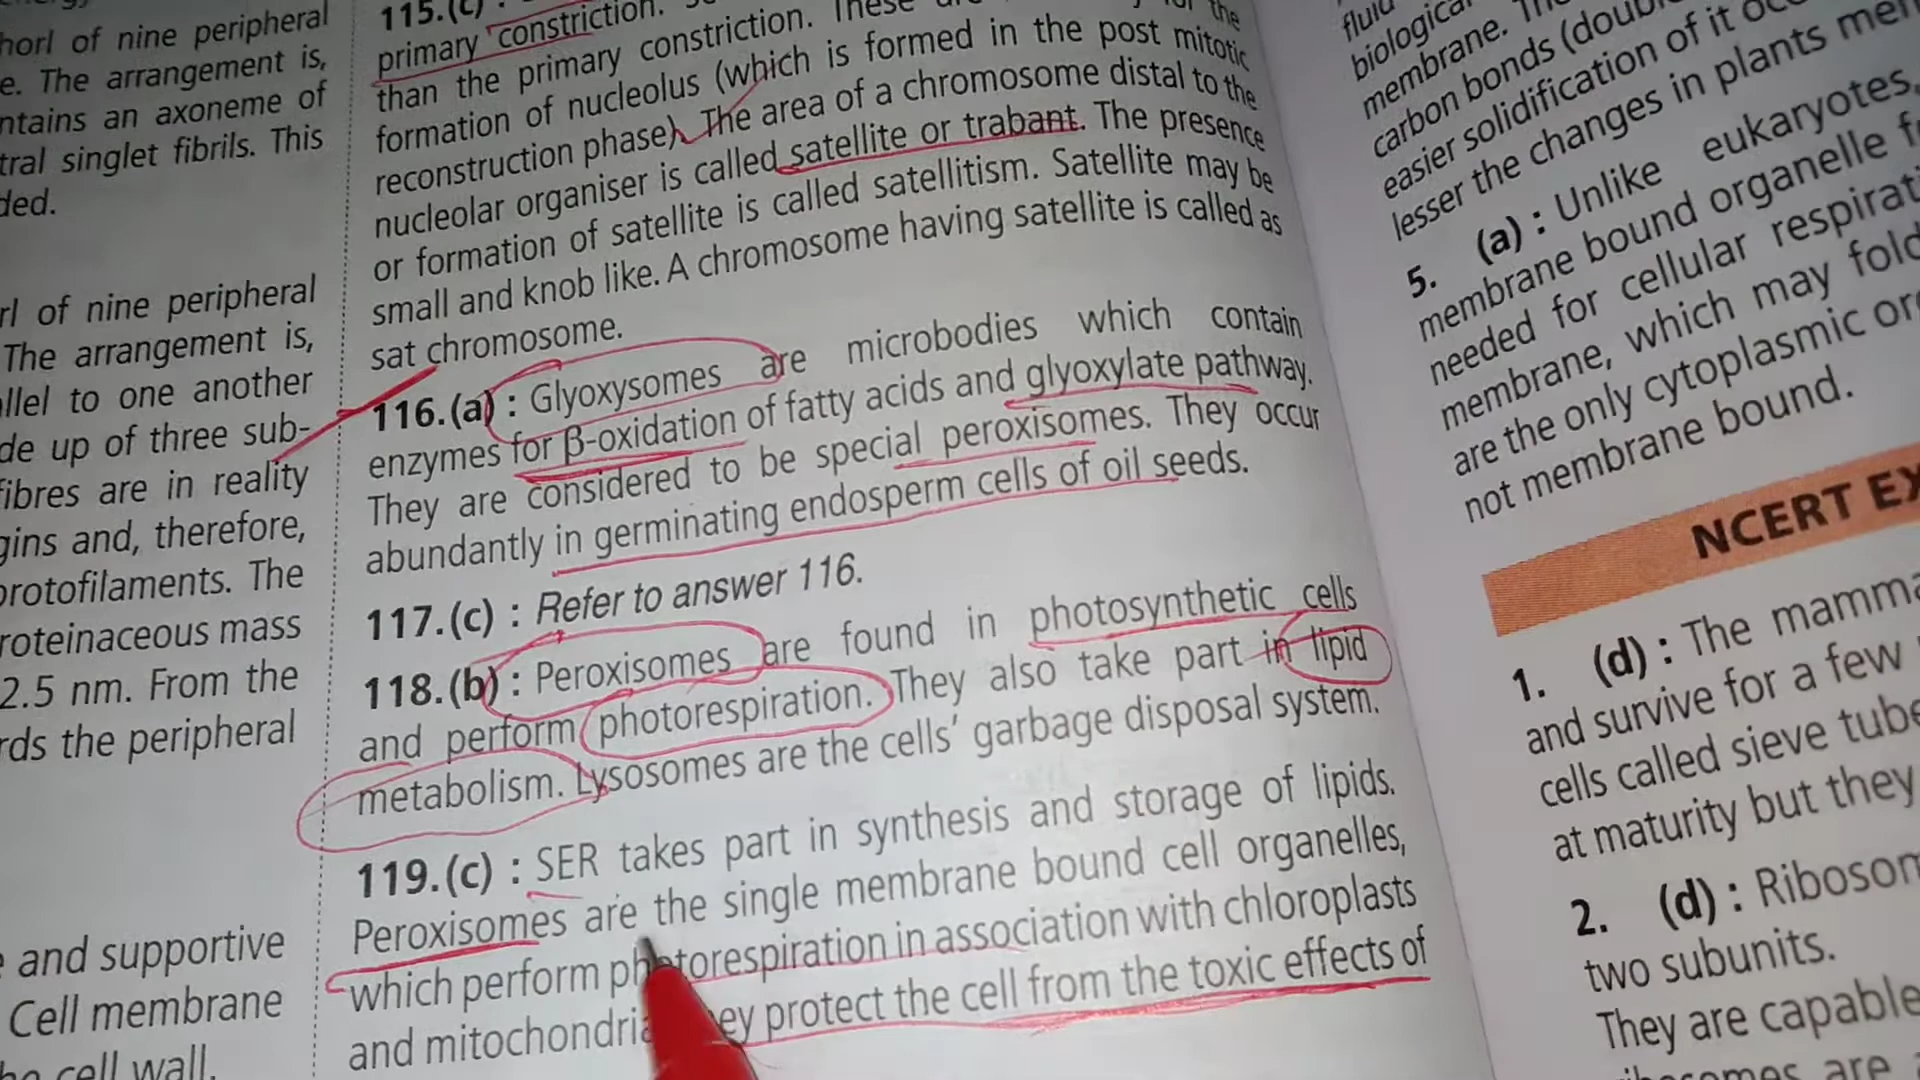 horl of nine peripheral
e. The arrangement is,
ntains an axoneme of
tral singlet fibrils. This
ded.
rl of nine peripheral
The arrangement is,
allel to one another
de up of three sub-
fibres are in reality
gins and, therefore,
protofilaments. The
roteinaceous mass
2.5 nm. From the
rds the peripheral
and supportive
Cell membrane
he cell wall.
115.(c) :
primary constriction.
than the primary constriction. These
formation of nucleolus (which is formed in the post mitotic
reconstruction phase). The area of a chromosome distal to the
nucleolar organiser is called satellite or trabant. The presence
or formation of satellite is called satellitism. Satellite may be
small and knob like. A chromosome having satellite is called as
sat chromosome.
116.(a) : Glyoxysomes are microbodies which contain
enzymes for β-oxidation of fatty acids and glyoxylate pathway.
They are considered to be special peroxisomes. They occur
abundantly in germinating endosperm cells of oil seeds.
117.(c) : Refer to answer 116.
118.(b) : Peroxisomes are found in photosynthetic cells
and perform photorespiration. They also take part in lipid
metabolism. Lysosomes are the cells' garbage disposal system.
119.(c) : SER takes part in synthesis and storage of lipids.
Peroxisomes are the single membrane bound cell organelles,
which perform photorespiration in association with chloroplasts
and mitochondria ey protect the cell from the toxic effects of
fluid
biological
membrane.
carbon bonds
easier solidification of it
lesser the changes in plants
5. (a) : Unlike eukaryotes,
membrane bound organelle
needed for cellular
membrane, which may fold
are the only cytoplasmic
not membrane bound.
NCERT EX
1. (d) : The mamma
and survive for a few
cells called sieve tube
at maturity but they
2. (d) : Riboson
two subunits.
They are capable
are